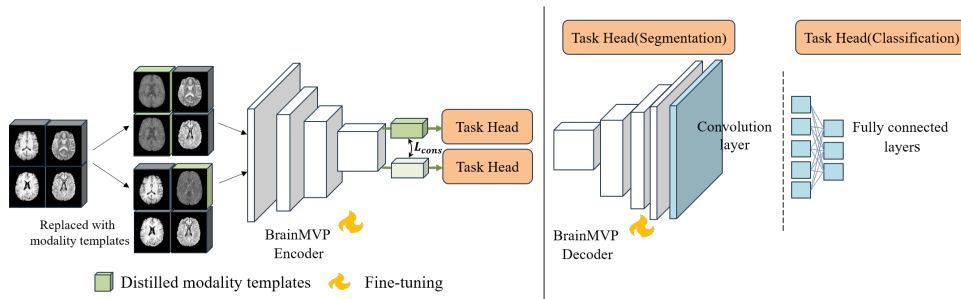 Replaced with
modality templates
BrainMVP
Encoder
L_cons
Task Head
Task Head
Distilled modality templates
Fine-tuning
Task Head(Segmentation)
Convolution
layer
BrainMVP
Decoder
Task Head(Classification)
Fully connected
layers